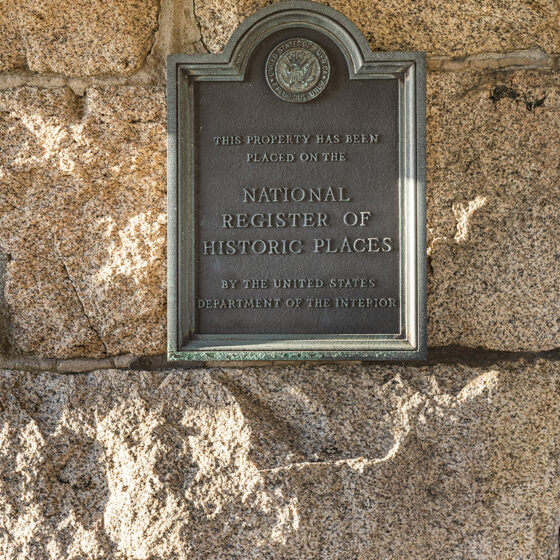 THIS PROPERTY HAS BEEN
PLACED ON THE
NATIONAL
REGISTER OF
HISTORIC PLACES
BY THE UNITED STATES
DEPARTMENT OF THE INTERIOR